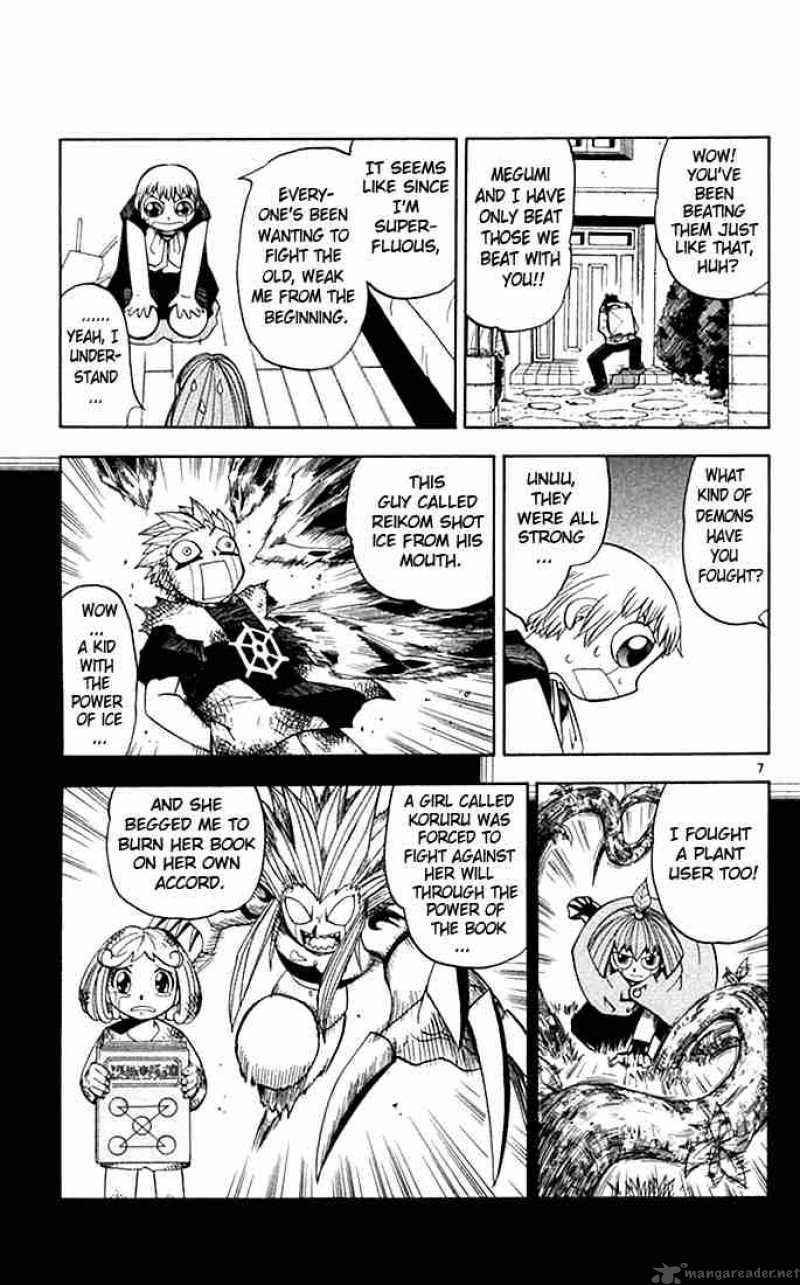 WOW!
YOU'VE
BEEN
BEATING
THEM JUST
LIKE THAT,
HUH?
MEGUMI
AND I HAVE
ONLY BEAT
THOSE WE
BEAT WITH
YOU!!
IT SEEMS
LIKE SINCE
I'M
SUPER-
FLUOUS,
EVERY-
ONE'S BEEN
WANTING TO
FIGHT THE
OLD, WEAK
ME FROM THE
BEGINNING.
......
YEAH, I
UNDER-
STAND
...
WHAT
KIND OF
DEMONS
HAVE
YOU
FOUGHT?
UNUU,
THEY
WERE ALL
STRONG
...
THIS
GUY CALLED
REIKOM SHOT
ICE FROM HIS
MOUTH.
WOW
...
A KID
WITH
THE
POWER
OF ICE
...
7
I FOUGHT
A PLANT
USER TOO!
A GIRL CALLED
KORURU WAS
FORCED TO
FIGHT AGAINST
HER WILL
THROUGH THE
POWER OF
THE BOOK
...
AND SHE
BEGGED ME TO
BURN HER BOOK
ON HER OWN
ACCORD.
mangareader.net